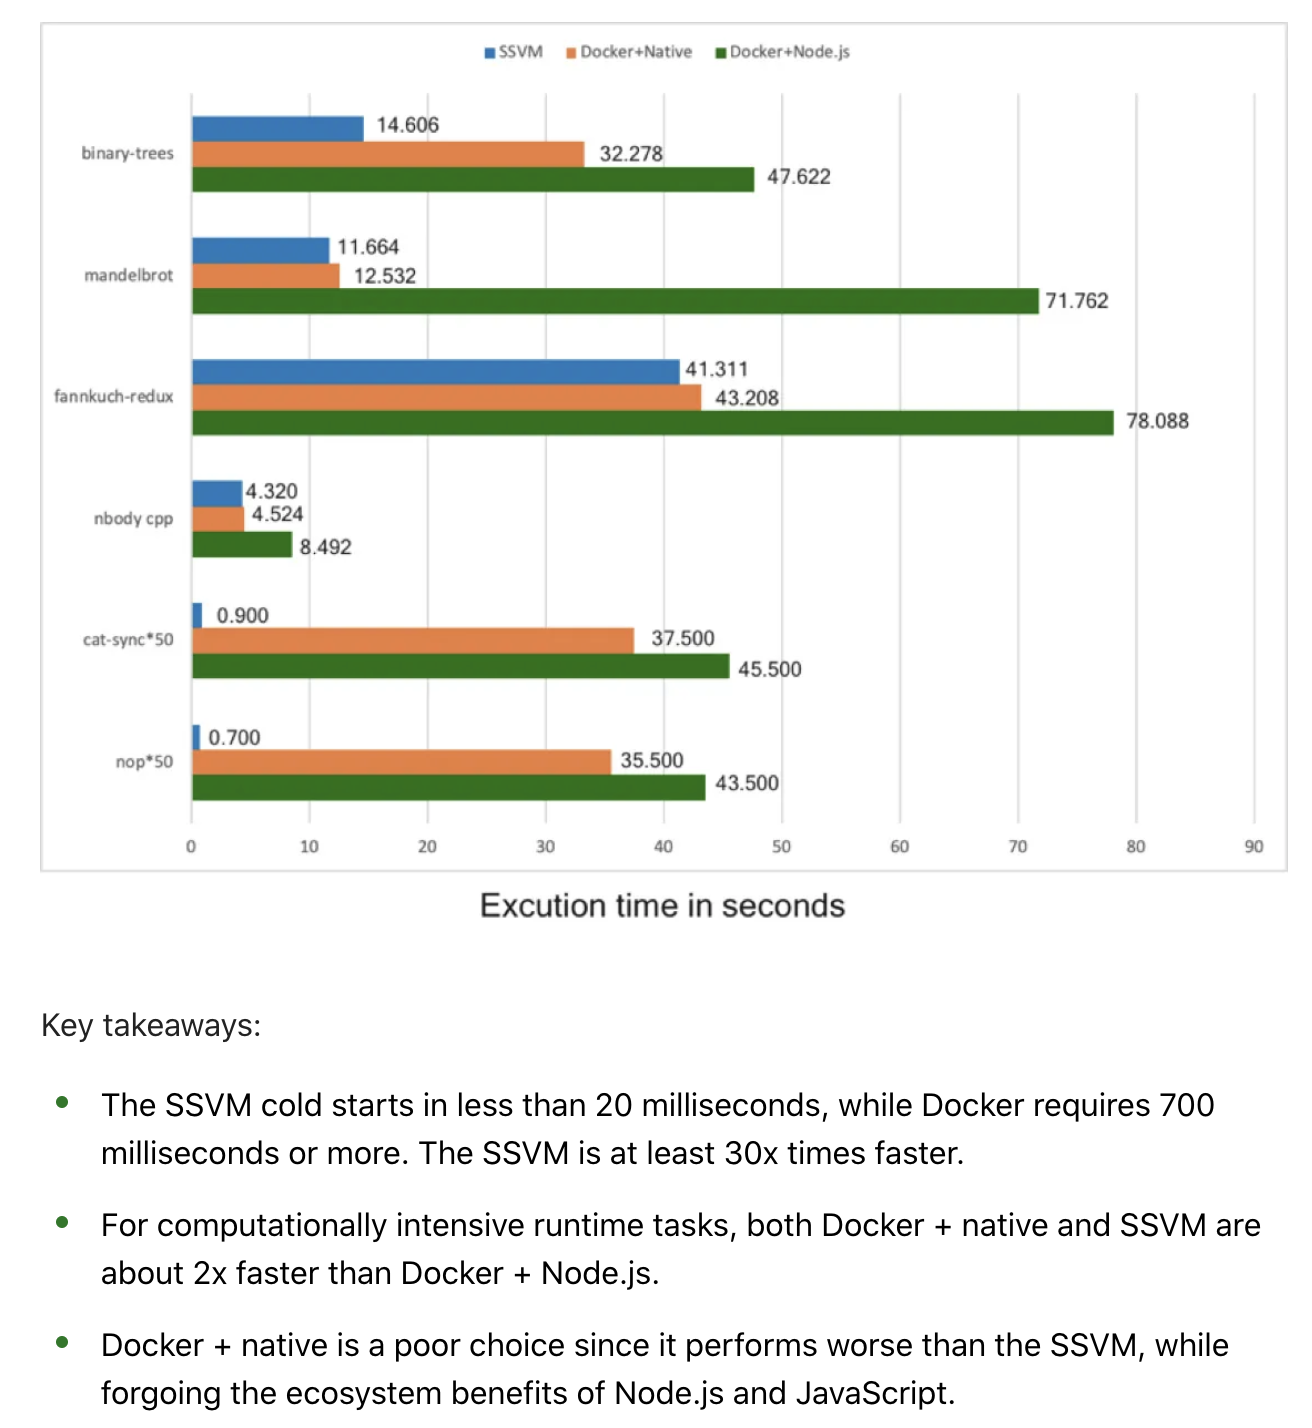 SSVM Docker+Native Docker+Node.js
binary-trees
14.606
32.278
47.622
mandelbrot
11.664
12.532
71.762
fannkuch-redux
41.311
43.208
78.088
nbody cpp
4.320
4.524
8.492
cat-sync*50
0.900
37.500
45.500
nop*50
0.700
35.500
43.500
0 10 20 30 40 50 60 70 80 90
Excution time in seconds
Key takeaways:
• The SSVM cold starts in less than 20 milliseconds, while Docker requires 700
milliseconds or more. The SSVM is at least 30x times faster.
• For computationally intensive runtime tasks, both Docker + native and SSVM are
about 2x faster than Docker + Node.js.
• Docker + native is a poor choice since it performs worse than the SSVM, while
forgoing the ecosystem benefits of Node.js and JavaScript.